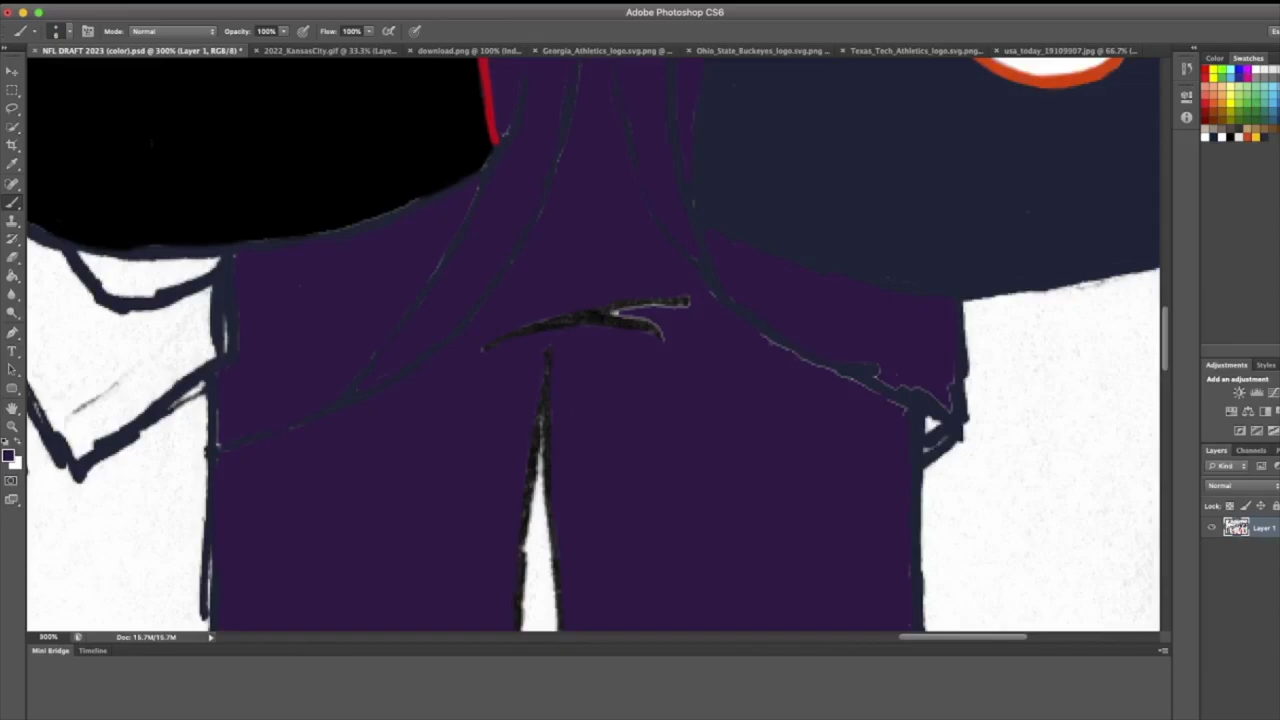 Adobe Photoshop CS6
Mode: Normal Opacity: 100% Flow: 100% Es
NFL DRAFT 2023 (color).psd @ 300% (Layer 1, RGB/8) * 2022_KansasCity.gif @ 33.3% (Laye... download.png @ 100% (Ind... Georgia_Athletics_logo.svg.png @ ... Ohio_State_Buckeyes_logo.svg.png ... Texas_Tech_Athletics_logo.svg.png... usa_today_19109907.jpg @ 66.7% (...
Color Swatches
Adjustments Styles
Add an adjustment
Layers Channels
Kind
Normal
Lock:
Layer 1
300% Doc: 15.7M/15.7M
Mini Bridge Timeline